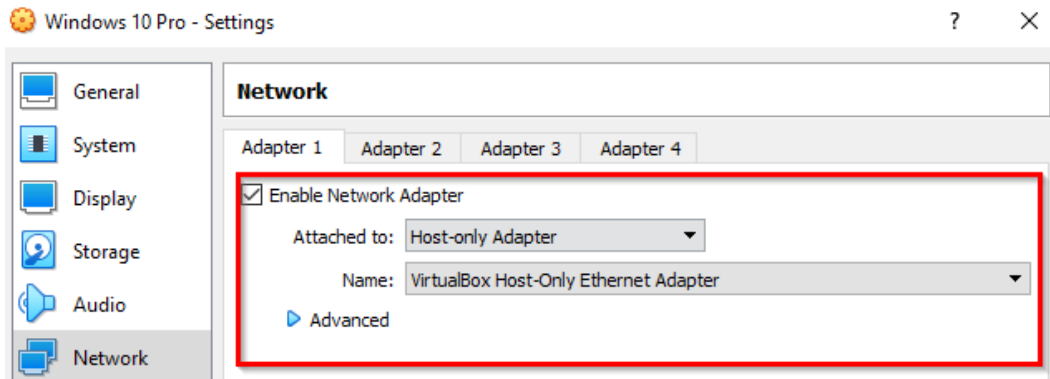 Windows 10 Pro - Settings ? ×
General
System
Display
Storage
Audio
Network
Network
Adapter 1 Adapter 2 Adapter 3 Adapter 4
Enable Network Adapter
Attached to: Host-only Adapter
Name: VirtualBox Host-Only Ethernet Adapter
Advanced